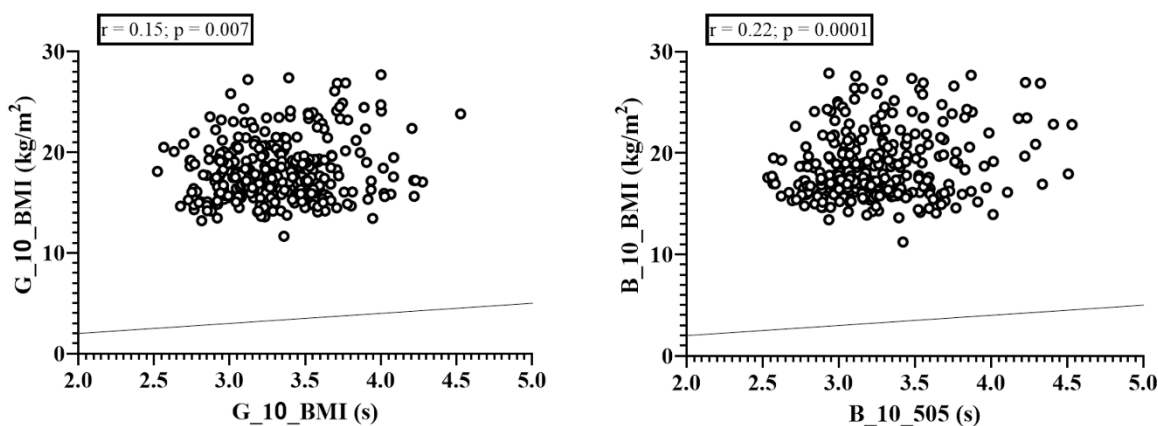 r = 0.15; p = 0.007
30
20
10
0
G_10_BMI (kg/m²)
2.0 2.5 3.0 3.5 4.0 4.5 5.0
G_10_BMI (s)
r = 0.22; p = 0.0001
30
20
10
0
B_10_BMI (kg/m²)
2.0 2.5 3.0 3.5 4.0 4.5 5.0
B_10_505 (s)